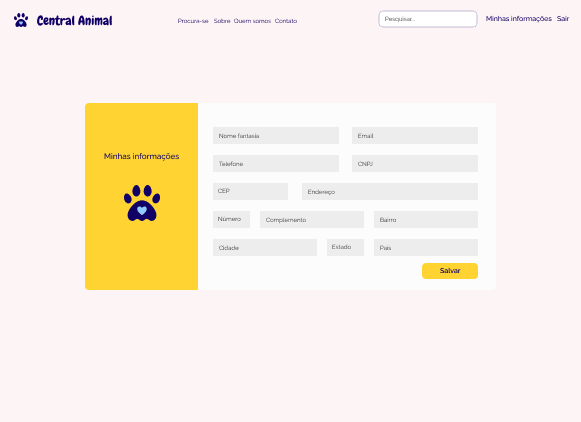 Central Animal
Procura-se Sobre Quem somos Contato
Pesquisar..
Minhas informações Sair
Minhas informações
Nome fantasia Email
Telefone CNPJ
CEP Endereço
Número Complemento Bairro
Cidade Estado País
Salvar